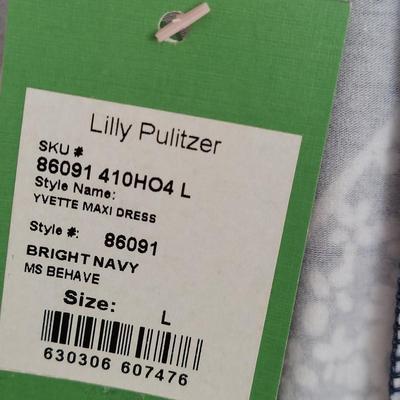 Lilly Pulitzer
SKU #
86091 410HO4 L
Style Name:
YVETTE MAXI DRESS
Style #: 86091
BRIGHT NAVY
MS BEHAVE
Size: L
630306 607476